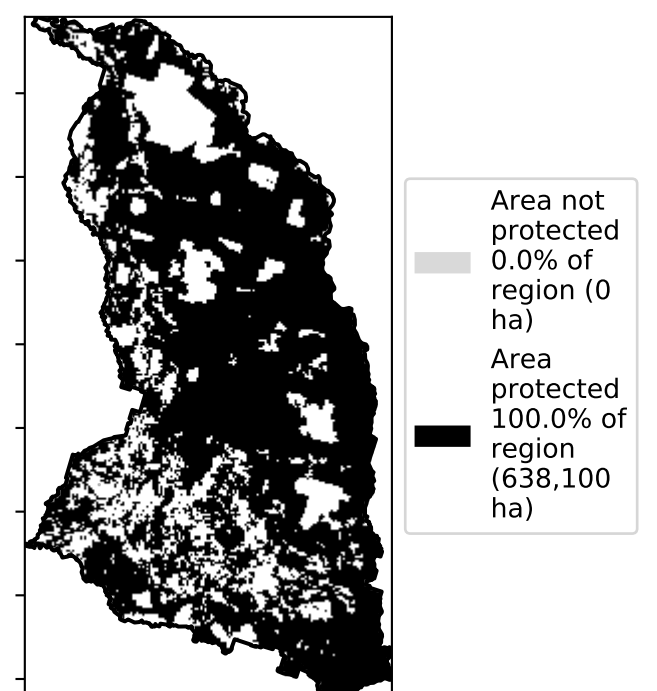 Area not
protected
0.0% of
region (0
ha)
Area
protected
100.0% of
region
(638,100
ha)